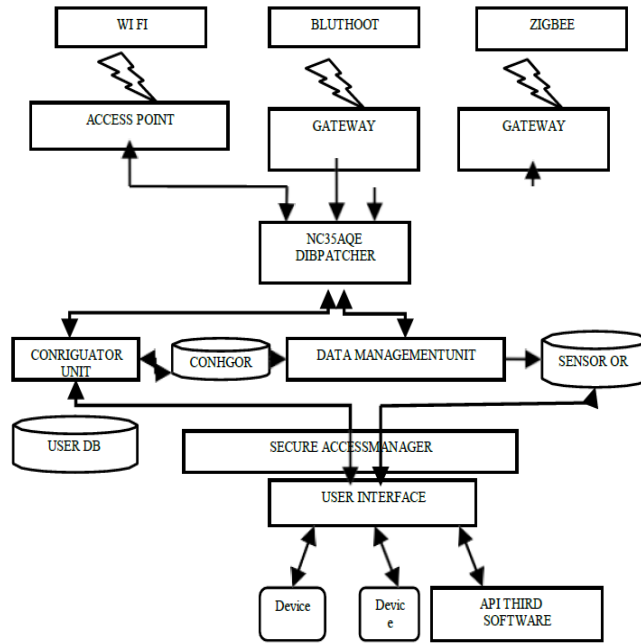 WI FI
BLUTHOOT
ZIGBEE
ACCESS POINT
GATEWAY
GATEWAY
NC35AQE
DIBPATCHER
CONRIGUATOR
UNIT
CONHGOR
DATA MANAGEMENTUNIT
SENSOR OR
USER DB
SECURE ACCESSMANAGER
USER INTERFACE
Device
Devic
e
API THIRD
SOFTWARE